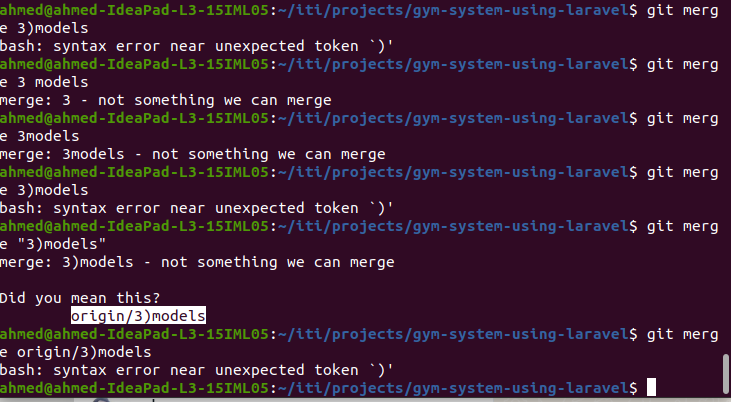 ahmed@ahmed-IdeaPad-L3-15IML05:~/iti/projects/gym-system-using-laravel$ git merg
e 3)models
bash: syntax error near unexpected token `)'
ahmed@ahmed-IdeaPad-L3-15IML05:~/iti/projects/gym-system-using-laravel$ git merg
e 3 models
merge: 3 - not something we can merge
ahmed@ahmed-IdeaPad-L3-15IML05:~/iti/projects/gym-system-using-laravel$ git merg
e 3models
merge: 3models - not something we can merge
ahmed@ahmed-IdeaPad-L3-15IML05:~/iti/projects/gym-system-using-laravel$ git merg
e 3)models
bash: syntax error near unexpected token `)'
ahmed@ahmed-IdeaPad-L3-15IML05:~/iti/projects/gym-system-using-laravel$ git merg
e "3)models"
merge: 3)models - not something we can merge
Did you mean this?
origin/3)models
ahmed@ahmed-IdeaPad-L3-15IML05:~/iti/projects/gym-system-using-laravel$ git merg
e origin/3)models
bash: syntax error near unexpected token `)'
ahmed@ahmed-IdeaPad-L3-15IML05:~/iti/projects/gym-system-using-laravel$